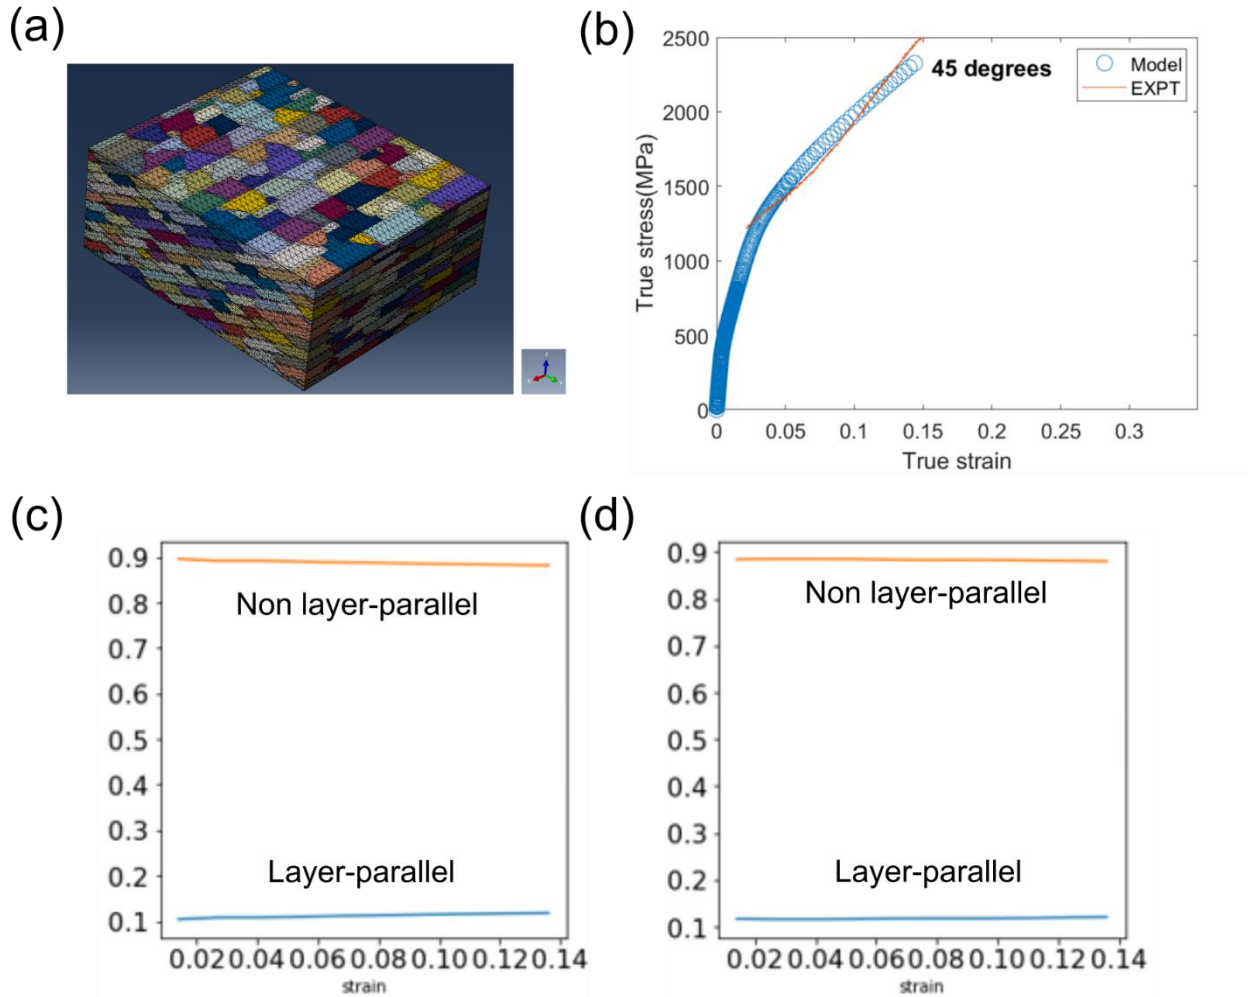 (a)
(b)
2500
2000
1500
1000
500
0
True stress(MPa)
45 degrees
Model
EXPT
0 0.05 0.1 0.15 0.2 0.25 0.3
True strain
(c)
0.9
0.8
0.7
0.6
0.5
0.4
0.3
0.2
0.1
Non layer-parallel
Layer-parallel
0.02 0.04 0.06 0.08 0.10 0.12 0.14
strain
(d)
0.9
0.8
0.7
0.6
0.5
0.4
0.3
0.2
0.1
Non layer-parallel
Layer-parallel
0.02 0.04 0.06 0.08 0.10 0.12 0.14
strain